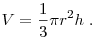 V = \frac{1}{3} \pi r^2 h .